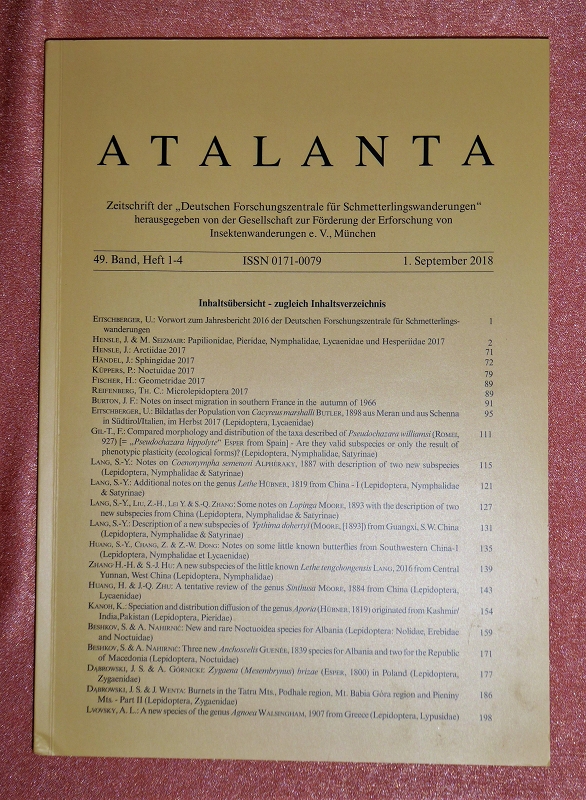 ATALANTA
Zeitschrift der „Deutschen Forschungszentrale für Schmetterlingswanderungen“
herausgegeben von der Gesellschaft zur Förderung der Erforschung von
Insektenwanderungen e. V., München
49. Band, Heft 1-4 ISSN 0171-0079 1. September 2018
Inhaltsübersicht - zugleich Inhaltsverzeichnis
EITSCHBERGER, U.: Vorwort zum Jahresbericht 2016 der Deutschen Forschungszentrale für Schmetterlings- 1
wanderungen
HENSLE, J. & M. SEIZMAIR: Papilionidae, Pieridae, Nymphalidae, Lycaenidae und Hesperiidae 2017 2
HENSLE, J.: Arctiidae 2017 71
HÄNDEL, J.: Sphingidae 2017 72
KÜPPERS, P.: Noctuidae 2017 79
FISCHER, H.: Geometridae 2017 89
REIFENBERG, TH. C.: Microlepidoptera 2017 89
BURTON, J. F.: Notes on insect migration in southern France in the autumn of 1966 91
EITSCHBERGER, U.: Bildatlas der Population von Cacyreus marshalli BUTLER, 1898 aus Meran und aus Schenna 95
in Südtirol/Italien, im Herbst 2017 (Lepidoptera, Lycaenidae)
GIL-T., F.: Compared morphology and distribution of the taxa described of Pseudochazara williamsi (ROMEI, 111
927) [= „Pseudochazara hippolyte“ ESPER from Spain] - Are they valid subspecies or only the result of
phenotypic plasticity (ecological forms)? (Lepidoptera, Nymphalidae, Satyrinae)
LANG, S.-Y.: Notes on Coenonympha semenovi ALPHÉRAKY, 1887 with description of two new subspecies 115
(Lepidoptera, Nymphalidae & Satyrinae)
LANG, S.-Y.: Additional notes on the genus Lethe HÜBNER, 1819 from China - I (Lepidoptera, Nymphalidae 121
& Satyrinae)
LANG, S.-Y., LIU, Z.-H., LEI Y. & S.-Q. ZHANG: Some notes on Lopinga MOORE, 1893 with the description of two 127
new subspecies from China (Lepidoptera, Nymphalidae & Satyrinae)
LANG, S.-Y.: Description of a new subspecies of Ypthima dohertyi (MOORE, [1893]) from Guangxi, S.W. China 131
(Lepidoptera, Nymphalidae & Satyrinae)
HUANG, S.-Y., CHANG, Z. & Z.-W. DONG: Notes on some little known butterflies from Southwestern China-1 135
(Lepidoptera, Nymphalidae et Lycaenidae)
ZHANG H.-H. & S.-J. HU: A new subspecies of the little known Lethe tengchongensis LANG, 2016 from Central 139
Yunnan, West China (Lepidoptera, Nymphalidae)
HUANG, H. & J.-Q. ZHU: A tentative review of the genus Sinthusa MOORE, 1884 from China (Lepidoptera, 143
Lycaenidae)
KANOH, K.: Speciation and distribution diffusion of the genus Aporia (HÜBNER, 1819) originated from Kashmir/ 154
India,Pakistan (Lepidoptera, Pieridae)
BESHKOV, S. & A. NAHIRNIĆ: New and rare Noctuoidea species for Albania (Lepidoptera: Nolidae, Erebidae 159
and Noctuidae)
BESHKOV, S. & A. NAHIRNIĆ: Three new Anchoscelis GUENÉE, 1839 species for Albania and two for the Republic 171
of Macedonia (Lepidoptera, Noctuidae)
DĄBROWSKI, J. S. & A. GÓRNICKI: Zygaena (Mesembrynus) brizae (ESPER, 1800) in Poland (Lepidoptera, 177
Zygaenidae)
DĄBROWSKI, J. S. & J. WENTA: Burnets in the Tatra Mts., Podhale region, Mt. Babia Góra region and Pieniny 186
Mts. - Part II (Lepidoptera, Zygaenidae)
LVOVSKY, A. L.: A new species of the genus Agnoea WALSINGHAM, 1907 from Greece (Lepidoptera, Lypusidae) 198